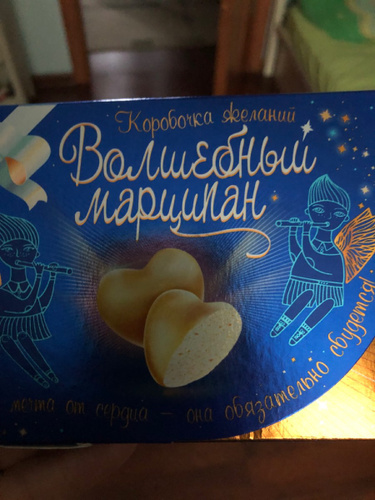 Коробочка желаний
Волшебный
марципан
мечта от сердца – она обязательно сбудется!